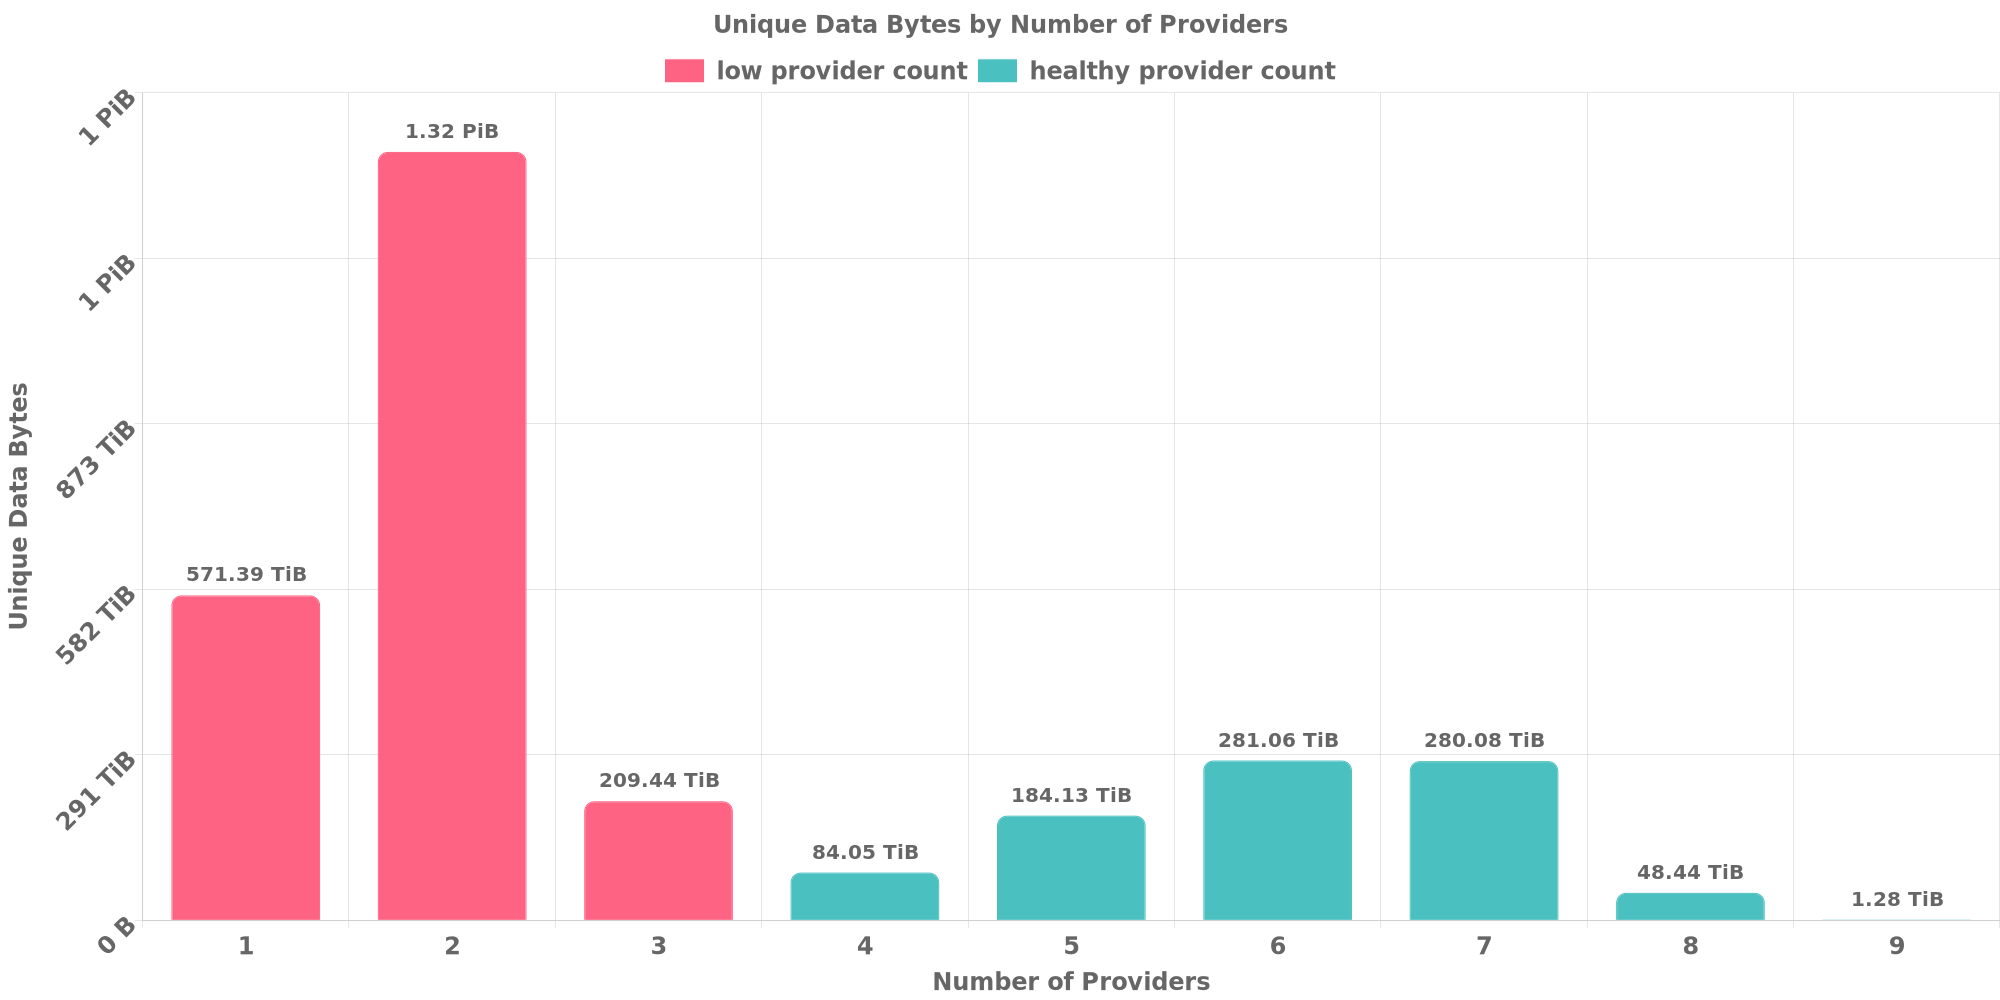 Unique Data Bytes by Number of Providers
low provider count healthy provider count
1 PiB
1 PiB
873 TiB
582 TiB
291 TiB
0 B
Unique Data Bytes
571.39 TiB
1.32 PiB
209.44 TiB
84.05 TiB
184.13 TiB
281.06 TiB
280.08 TiB
48.44 TiB
1.28 TiB
1 2 3 4 5 6 7 8 9
Number of Providers